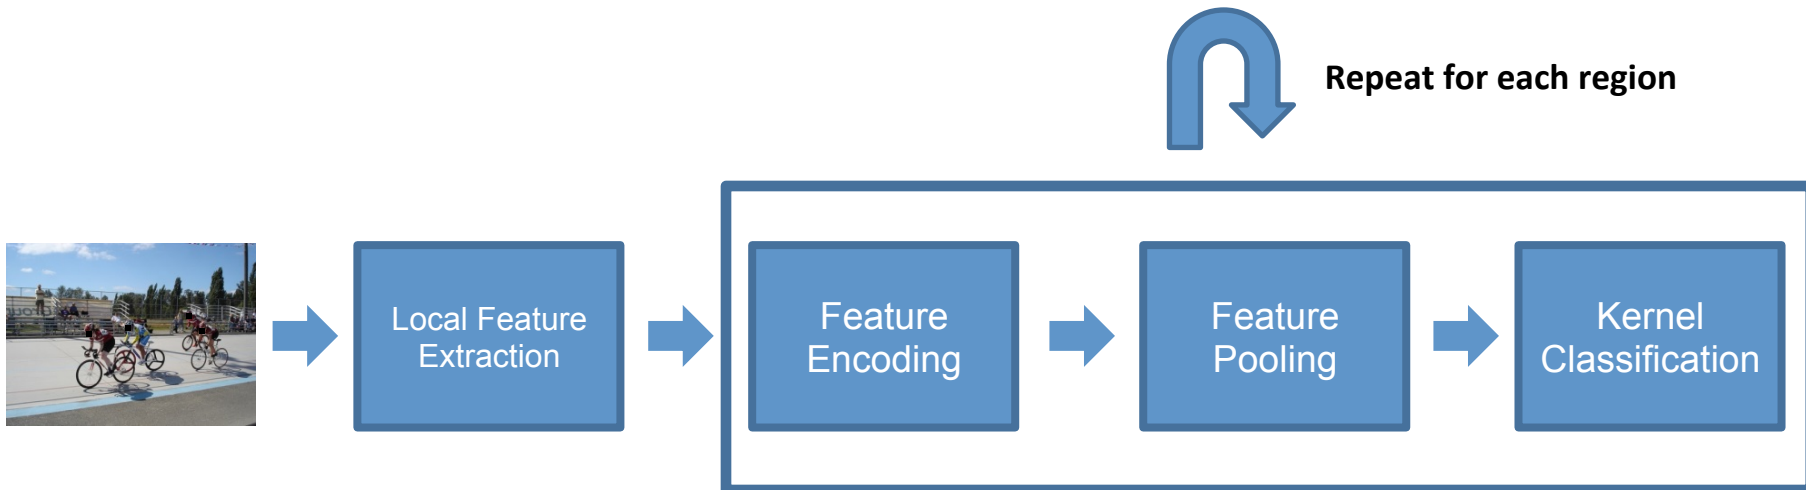 Repeat for each region
Local Feature
Extraction
Feature
Encoding
Feature
Pooling
Kernel
Classification